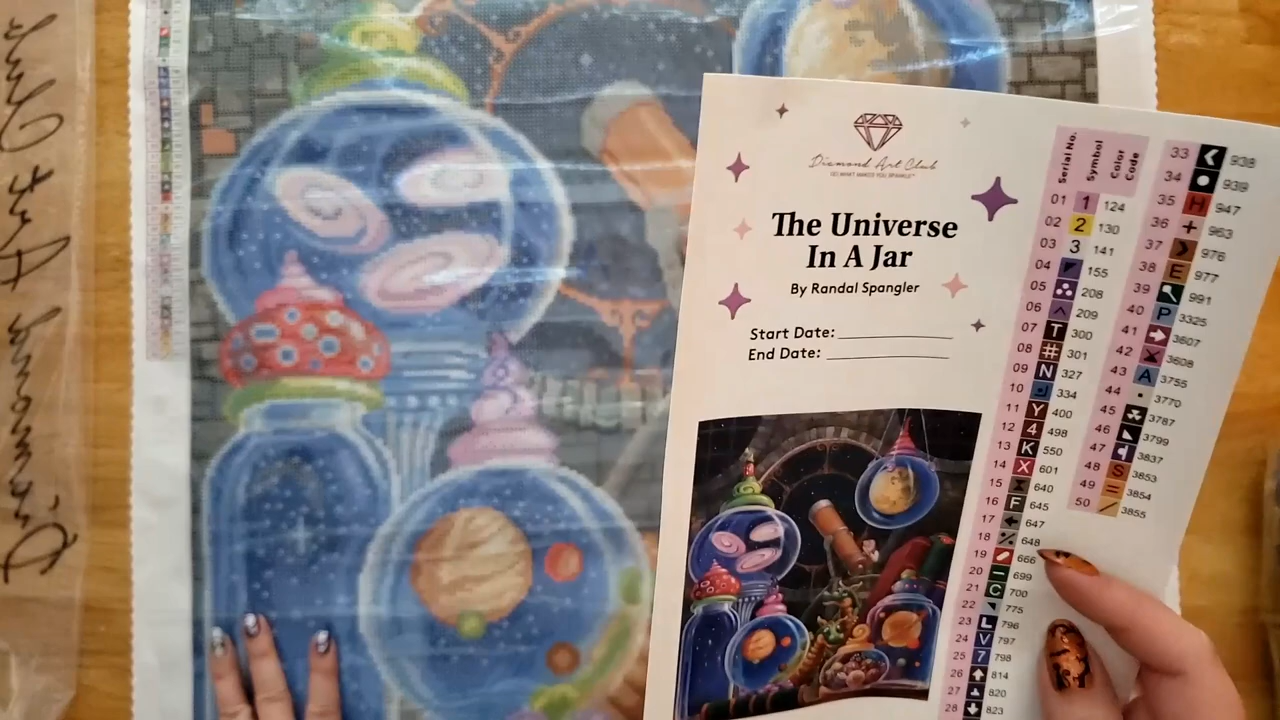 Diamond Art Club
Diamond Art Club
The Universe
In A Jar
By Randal Spangler
Start Date:
End Date:
Serial No.
Symbol
Color
Code
01 1 124
02 2 130
03 3 141
04 155
05 208
06 ^ 209
07 T 300
08 # 301
09 N 327
10 334
11 Y 400
12 4 498
13 K 550
14 X 601
15 640
16 F 645
17 647
18 648
19 666
20 – 699
21 C 700
22 775
23 L 796
24 V 797
25 7 798
26 814
27 820
28 823
33 938
34 939
35 H 947
36 + 963
37 976
38 E 977
39 991
40 P 3325
41 3607
42 3608
43 A 3755
44 3770
45 3787
46 3799
47 3837
48 S 3853
49 = 3854
50 / 3855